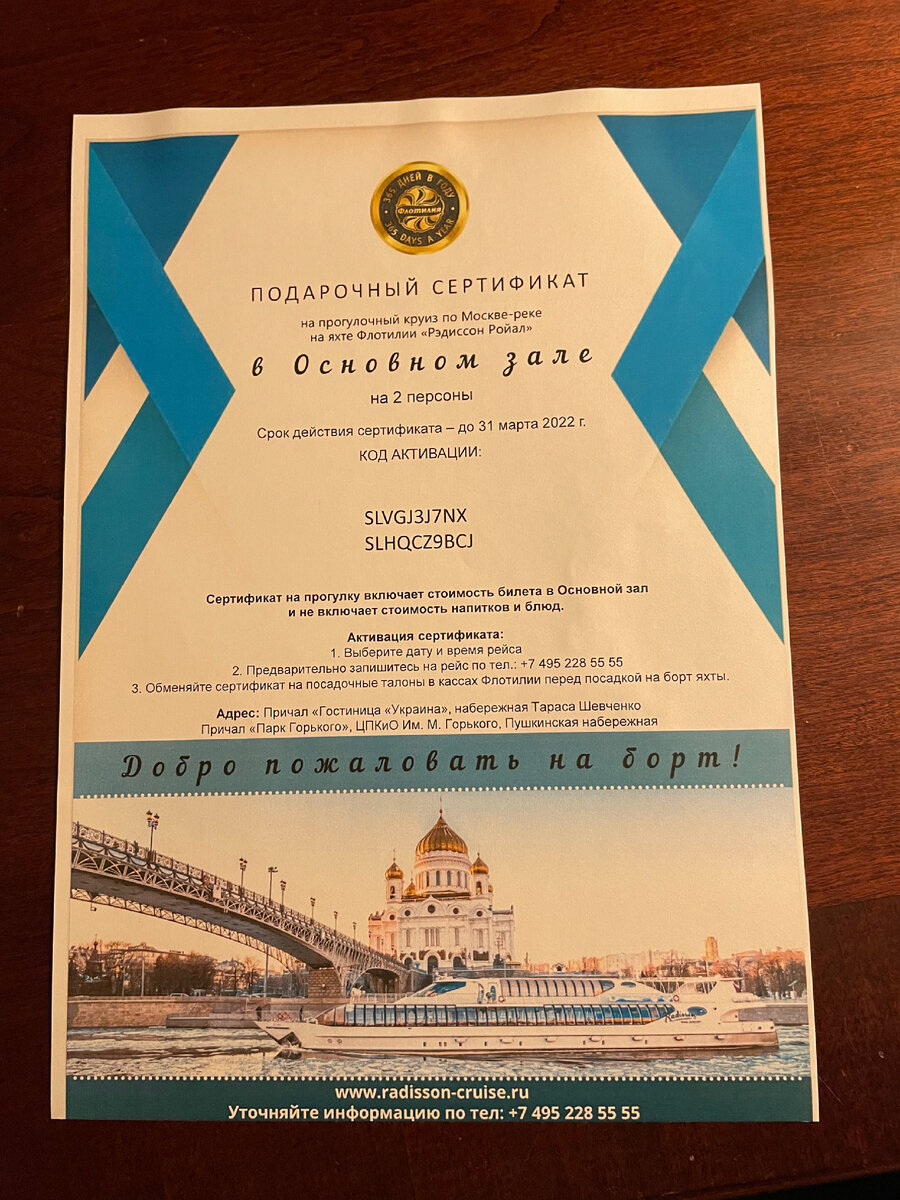 365 ДНЕЙ В ГОДУ
Флотилия
365 DAYS A YEAR
ПОДАРОЧНЫЙ СЕРТИФИКАТ
на прогулочный круиз по Москве-реке
на яхте Флотилии «Рэдиссон Ройал»
в Основном зале
на 2 персоны
Срок действия сертификата – до 31 марта 2022 г.
КОД АКТИВАЦИИ:
SLVGJ3J7NX
SLHQCZ9BCJ
Сертификат на прогулку включает стоимость билета в Основной зал
и не включает стоимость напитков и блюд.
Активация сертификата:
1. Выберите дату и время рейса
2. Предварительно запишитесь на рейс по тел.: +7 495 228 55 55
3. Обменяйте сертификат на посадочные талоны в кассах Флотилии перед посадкой на борт яхты.
Адрес: Причал «Гостиница «Украина», набережная Тараса Шевченко
Причал «Парк Горького», ЦПКиО Им. М. Горького, Пушкинская набережная
Добро пожаловать на борт!
Radisson
www.radisson-cruise.ru
Уточняйте информацию по тел: +7 495 228 55 55